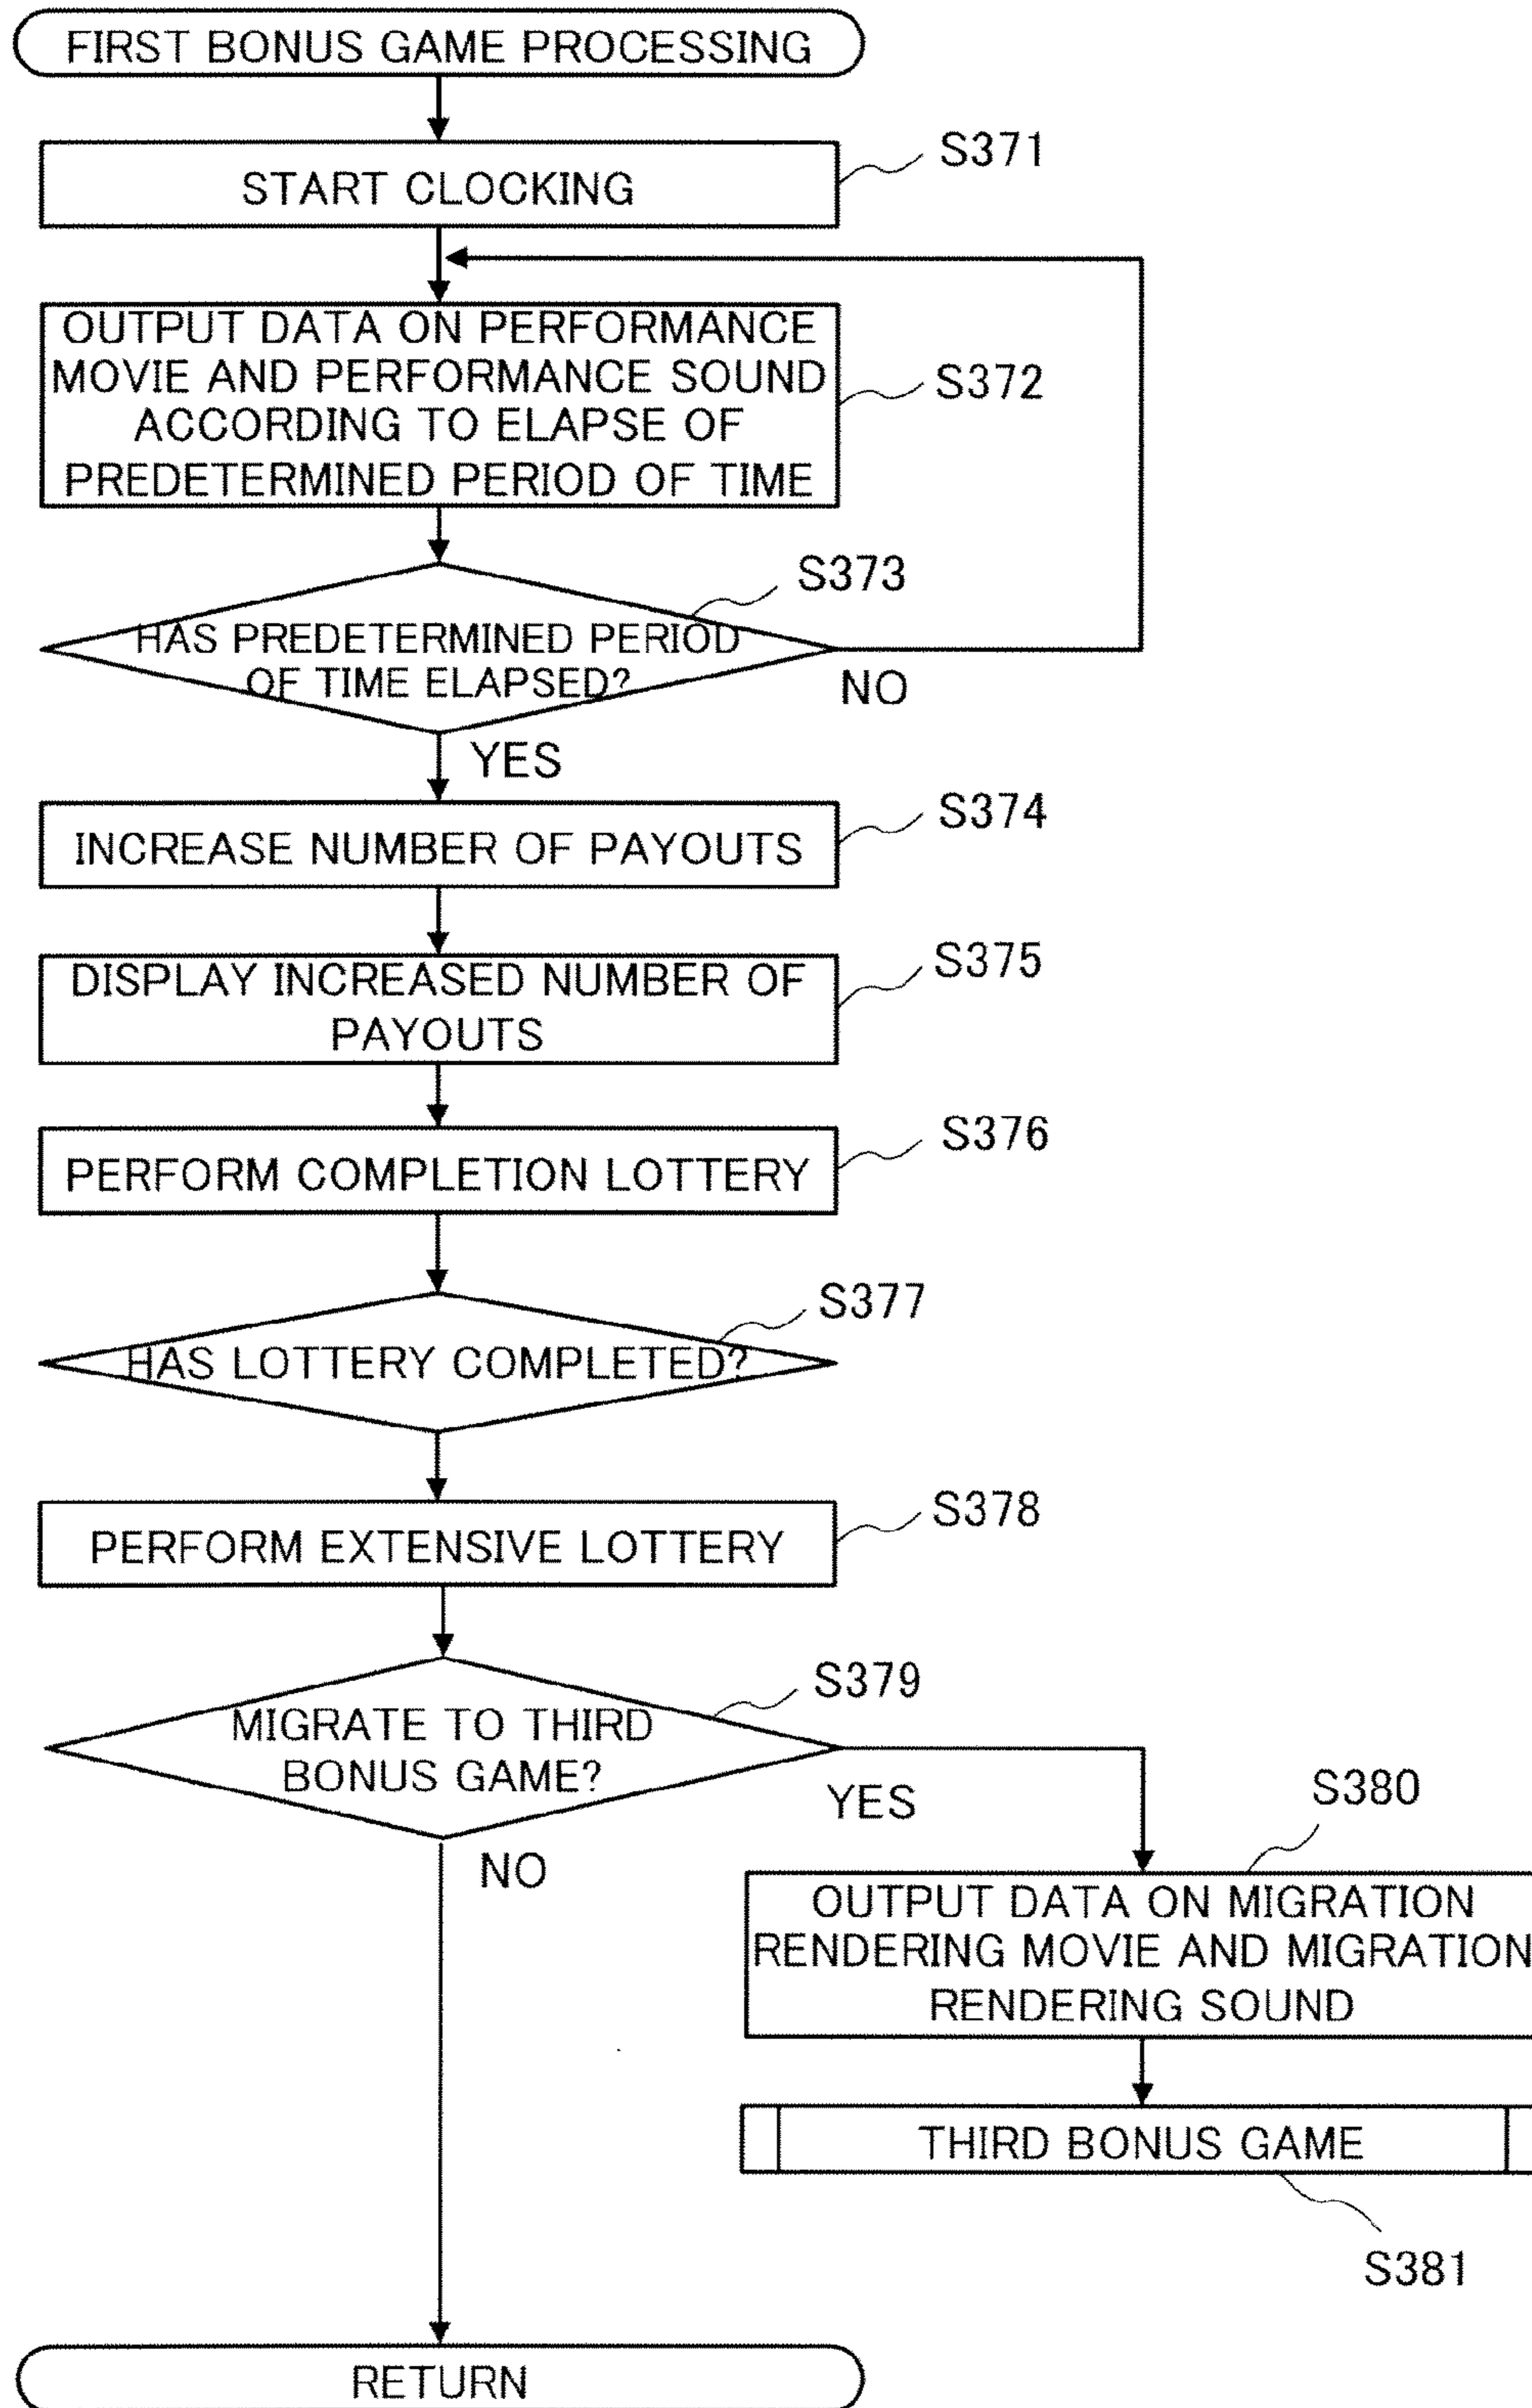 FIRST BONUS GAME PROCESSING
S371
START CLOCKING
OUTPUT DATA ON PERFORMANCE
MOVIE AND PERFORMANCE SOUND
ACCORDING TO ELAPSE OF
PREDETERMINED PERIOD OF TIME
S372
S373
HAS PREDETERMINED PERIOD
OF TIME ELAPSED?
NO
YES
S374
INCREASE NUMBER OF PAYOUTS
S375
DISPLAY INCREASED NUMBER OF
PAYOUTS
S376
PERFORM COMPLETION LOTTERY
S377
HAS LOTTERY COMPLETED?
S378
PERFORM EXTENSIVE LOTTERY
S379
MIGRATE TO THIRD
BONUS GAME?
YES
NO
S380
OUTPUT DATA ON MIGRATION
RENDERING MOVIE AND MIGRATION
RENDERING SOUND
THIRD BONUS GAME
S381
RETURN